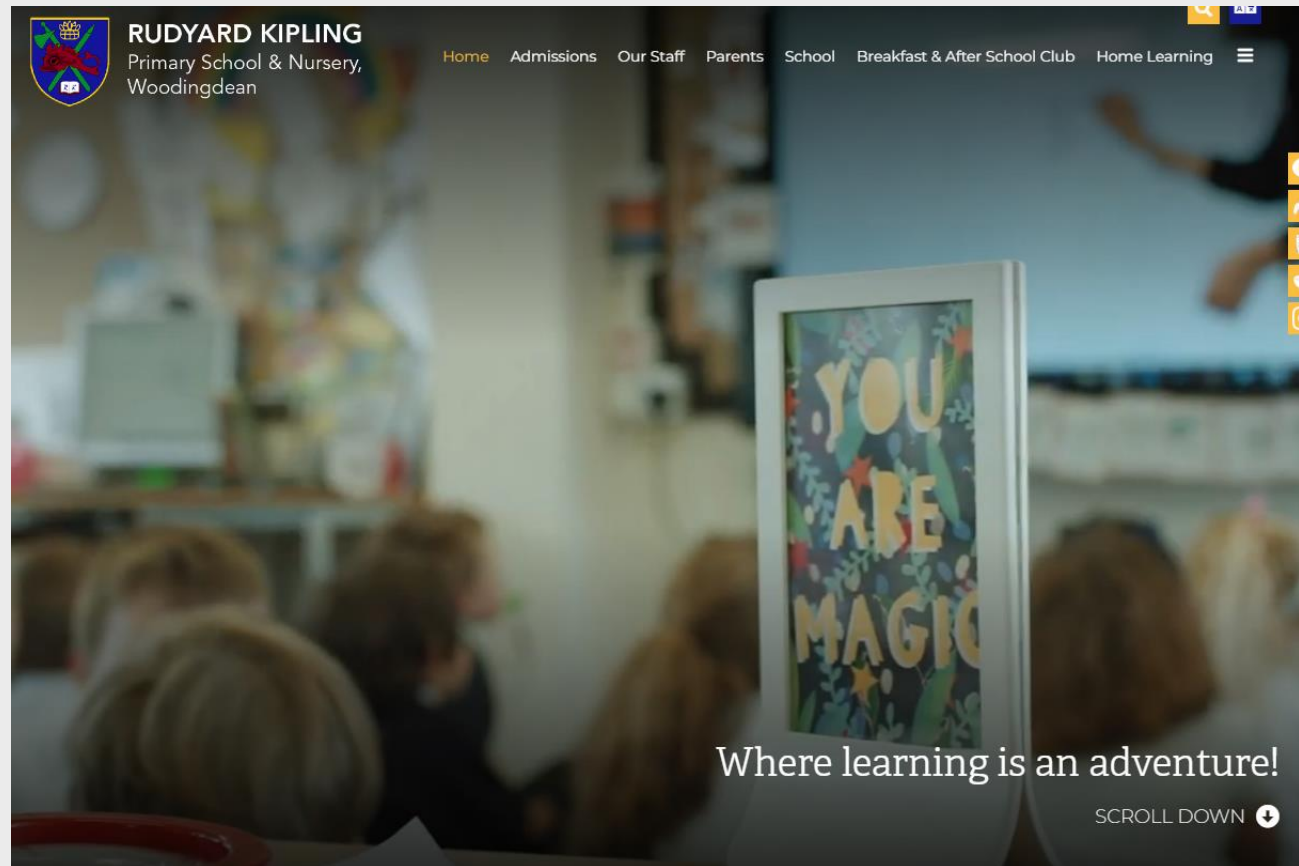 RUDYARD KIPLING
Primary School & Nursery,
Woodingdean
Home Admissions Our Staff Parents School Breakfast & After School Club Home Learning
YOU
ARE
MAGIC
Where learning is an adventure!
SCROLL DOWN